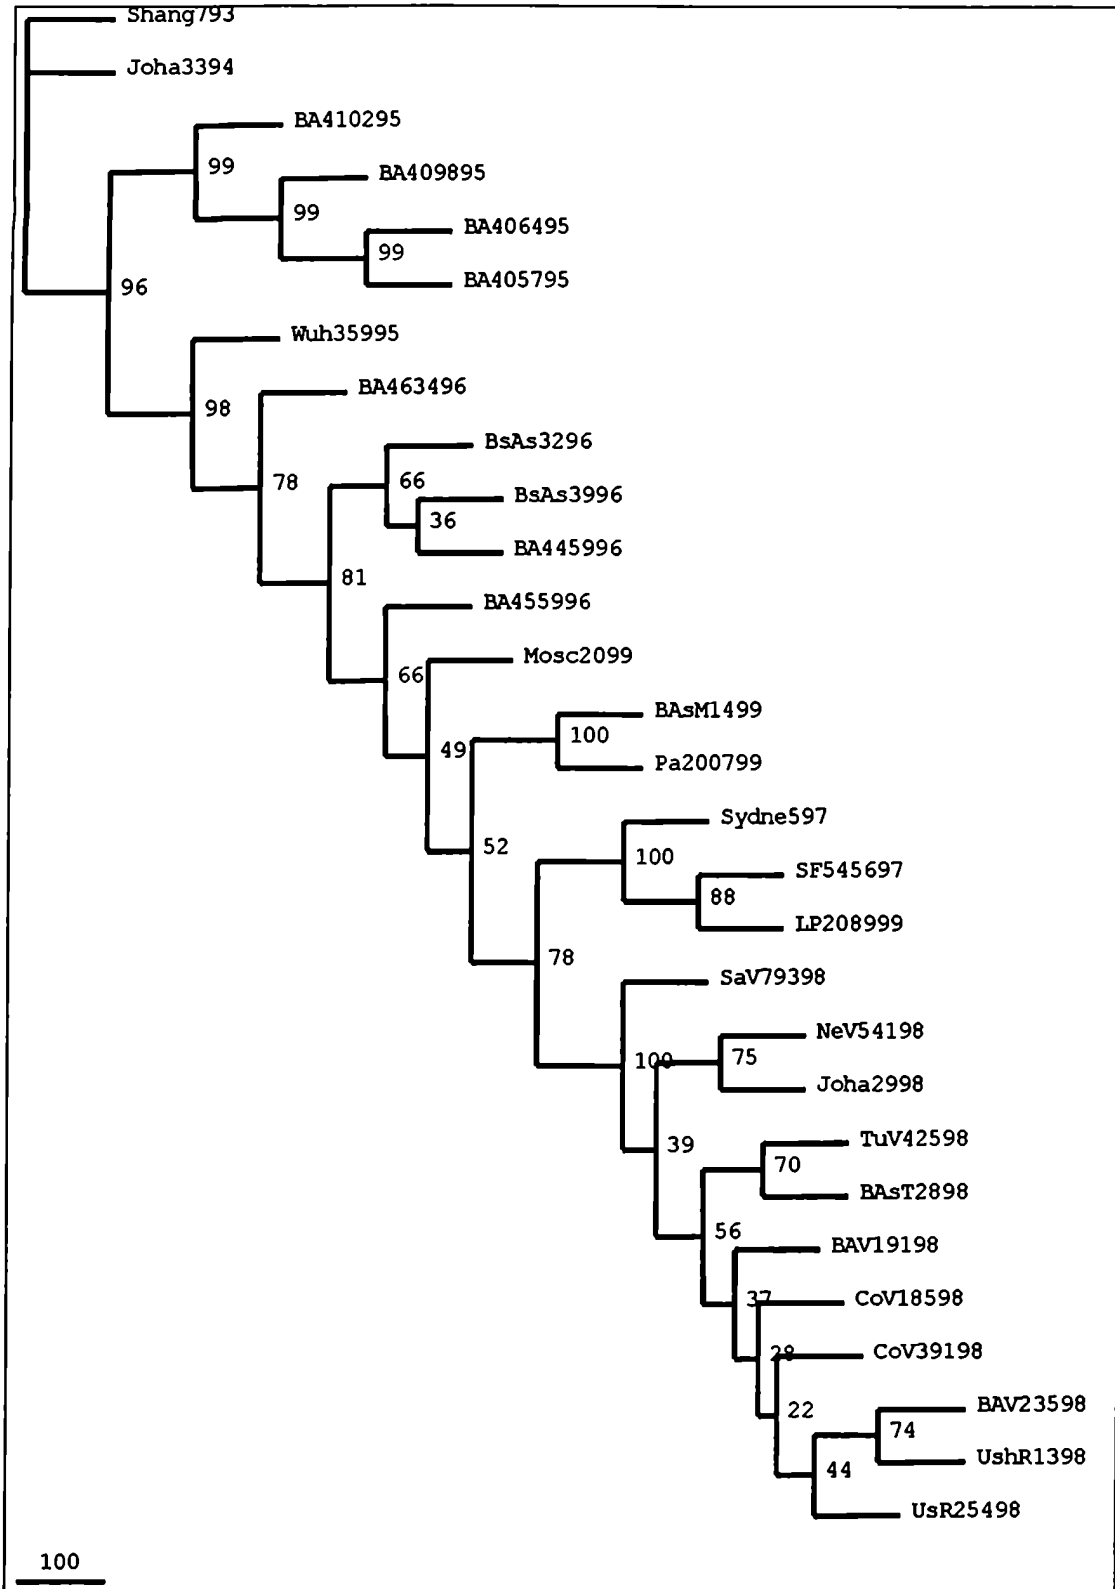 Shang793
Joha3394
BA410295
99
BA409895
99
BA406495
99
BA405795
96
Wuh35995
BA463496
98
BsAs3296
78
66
BsAs3996
36
BA445996
81
BA455996
Mosc2099
66
BAsM1499
100
49
Pa200799
Sydne597
52
100
SF545697
88
LP208999
78
SaV79398
NeV54198
75
100
Joha2998
TuV42598
39
70
BAsT2898
56
BAV19198
37
CoV18598
28
CoV39198
BAV23598
22
74
UshR1398
44
UsR25498
100